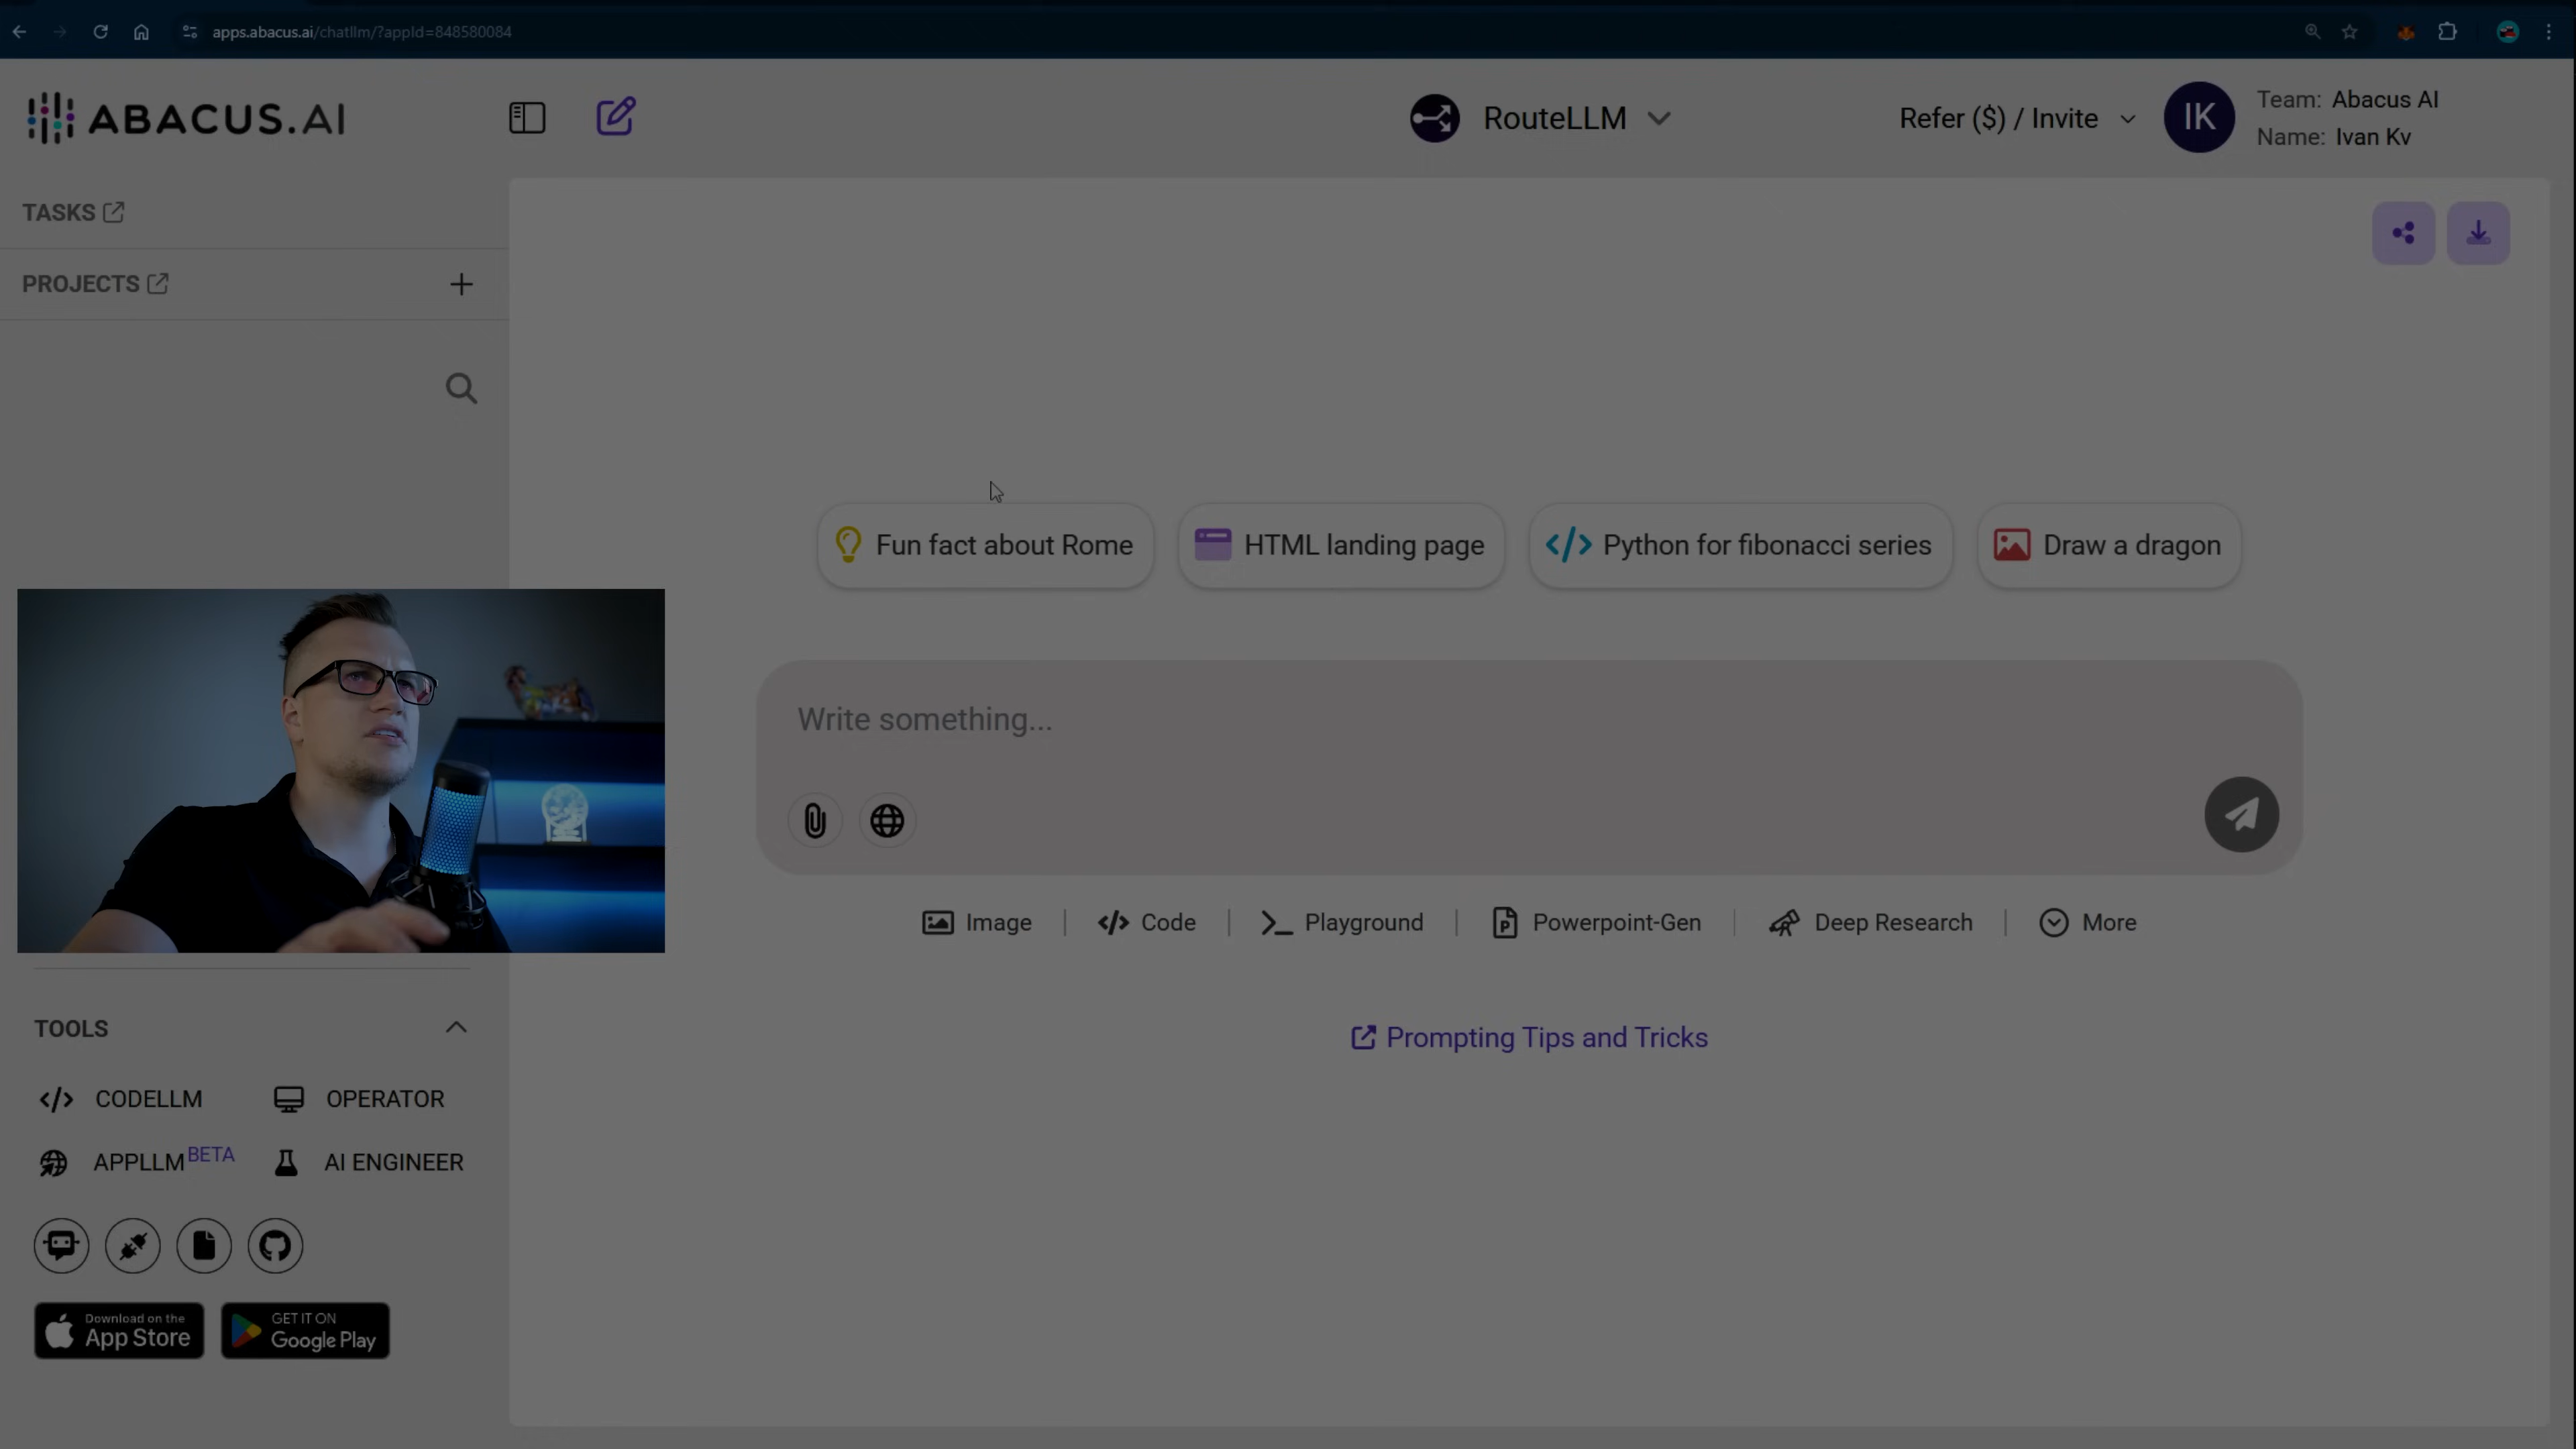 apps.abacus.ai/chatllm/?appId=848580084
ABACUS.AI
RouteLLM
Refer ($) / Invite
IK
Team: Abacus AI
Name: Ivan Kv
TASKS
PROJECTS
Fun fact about Rome
HTML landing page
Python for fibonacci series
Draw a dragon
Write something...
Image
Code
Playground
Powerpoint-Gen
Deep Research
More
Prompting Tips and Tricks
TOOLS
CODELLM
OPERATOR
APPLLM BETA
AI ENGINEER
Download on the
App Store
GET IT ON
Google Play